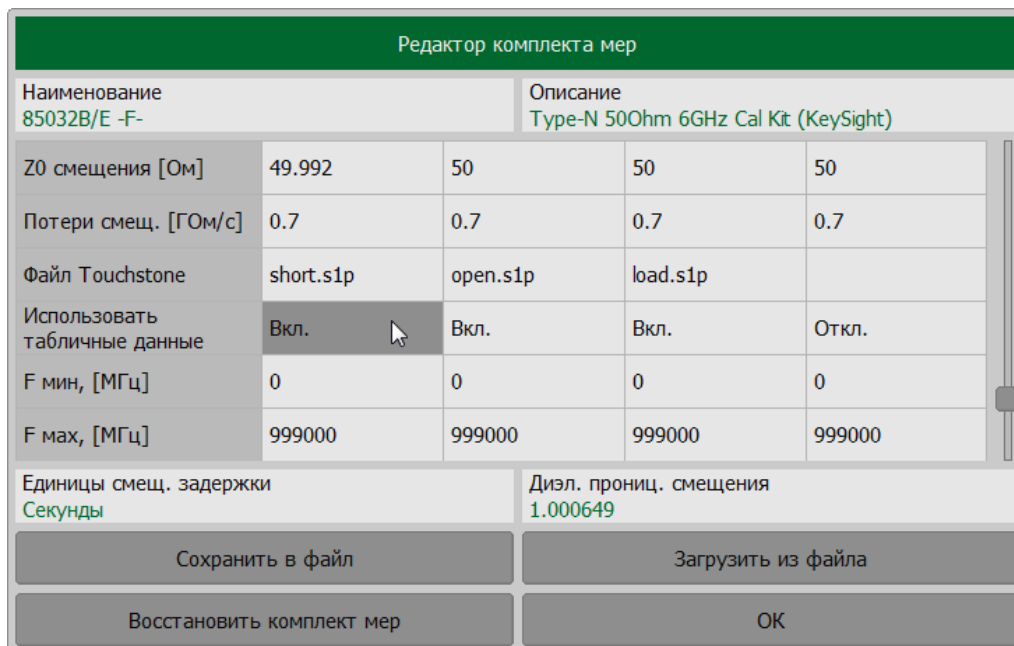 Редактор комплекта мер
Наименование Описание
85032B/E -F- Type-N 50Ohm 6GHz Cal Kit (KeySight)
Z0 смещения [Ом] 49.992 50 50 50
Потери смещ. [ГОм/с] 0.7 0.7 0.7 0.7
Файл Touchstone short.s1p open.s1p load.s1p
Использовать
табличные данные Вкл. Вкл. Вкл. Откл.
F мин, [МГц] 0 0 0 0
F мах, [МГц] 999000 999000 999000 999000
Единицы смещ. задержки Диэл. прониц. смещения
Секунды 1.000649
Сохранить в файл Загрузить из файла
Восстановить комплект мер ОК